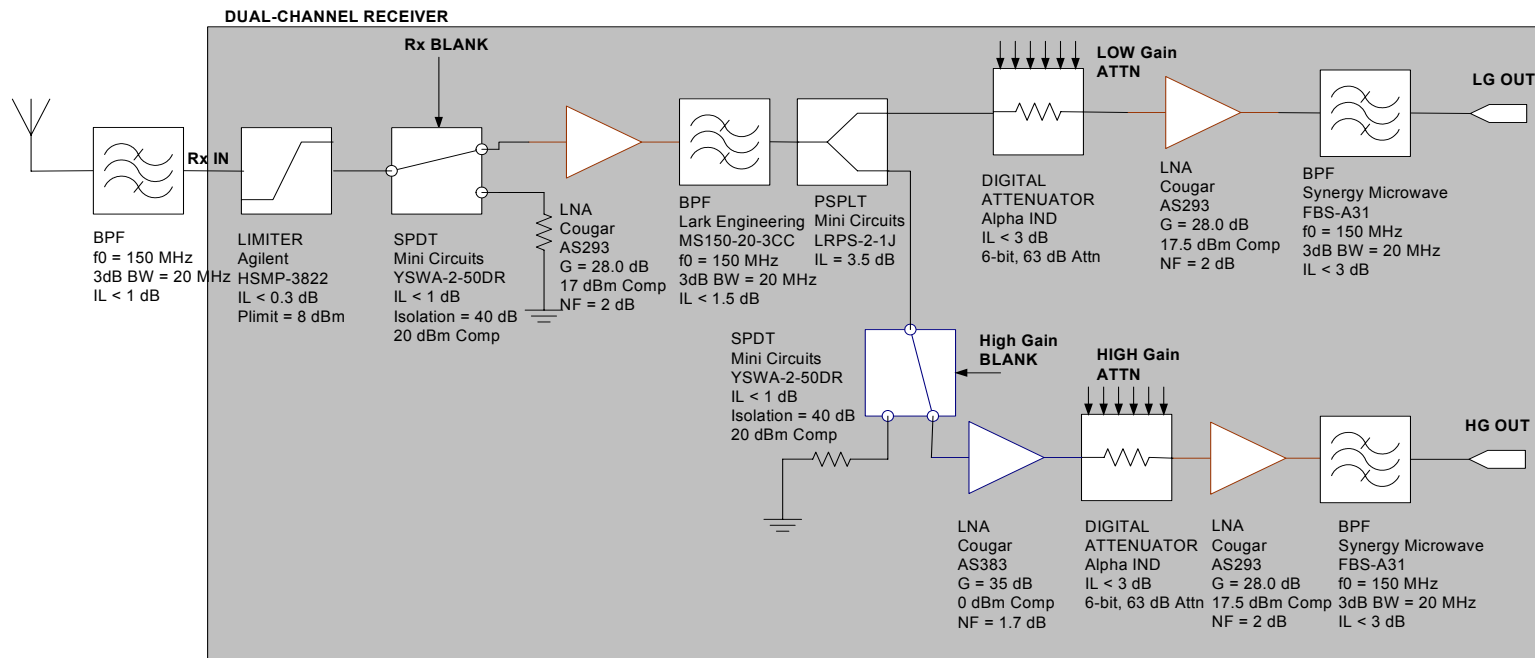 DUAL-CHANNEL RECEIVER
Rx BLANK
LOW Gain
ATTN
LG OUT
Rx IN
BPF
f0 = 150 MHz
3dB BW = 20 MHz
IL < 1 dB
LIMITER
Agilent
HSMP-3822
IL < 0.3 dB
Plimit = 8 dBm
SPDT
Mini Circuits
YSWA-2-50DR
IL < 1 dB
Isolation = 40 dB
20 dBm Comp
LNA
Cougar
AS293
G = 28.0 dB
17 dBm Comp
NF = 2 dB
BPF
Lark Engineering
MS150-20-3CC
f0 = 150 MHz
3dB BW = 20 MHz
IL < 1.5 dB
PSPLT
Mini Circuits
LRPS-2-1J
IL = 3.5 dB
DIGITAL
ATTENUATOR
Alpha IND
IL < 3 dB
6-bit, 63 dB Attn
LNA
Cougar
AS293
G = 28.0 dB
17.5 dBm Comp
NF = 2 dB
BPF
Synergy Microwave
FBS-A31
f0 = 150 MHz
3dB BW = 20 MHz
IL < 3 dB
SPDT
Mini Circuits
YSWA-2-50DR
IL < 1 dB
Isolation = 40 dB
20 dBm Comp
High Gain
BLANK
HIGH Gain
ATTN
HG OUT
LNA
Cougar
AS383
G = 35 dB
0 dBm Comp
NF = 1.7 dB
DIGITAL
ATTENUATOR
Alpha IND
IL < 3 dB
6-bit, 63 dB Attn
LNA
Cougar
AS293
G = 28.0 dB
17.5 dBm Comp
NF = 2 dB
BPF
Synergy Microwave
FBS-A31
f0 = 150 MHz
3dB BW = 20 MHz
IL < 3 dB